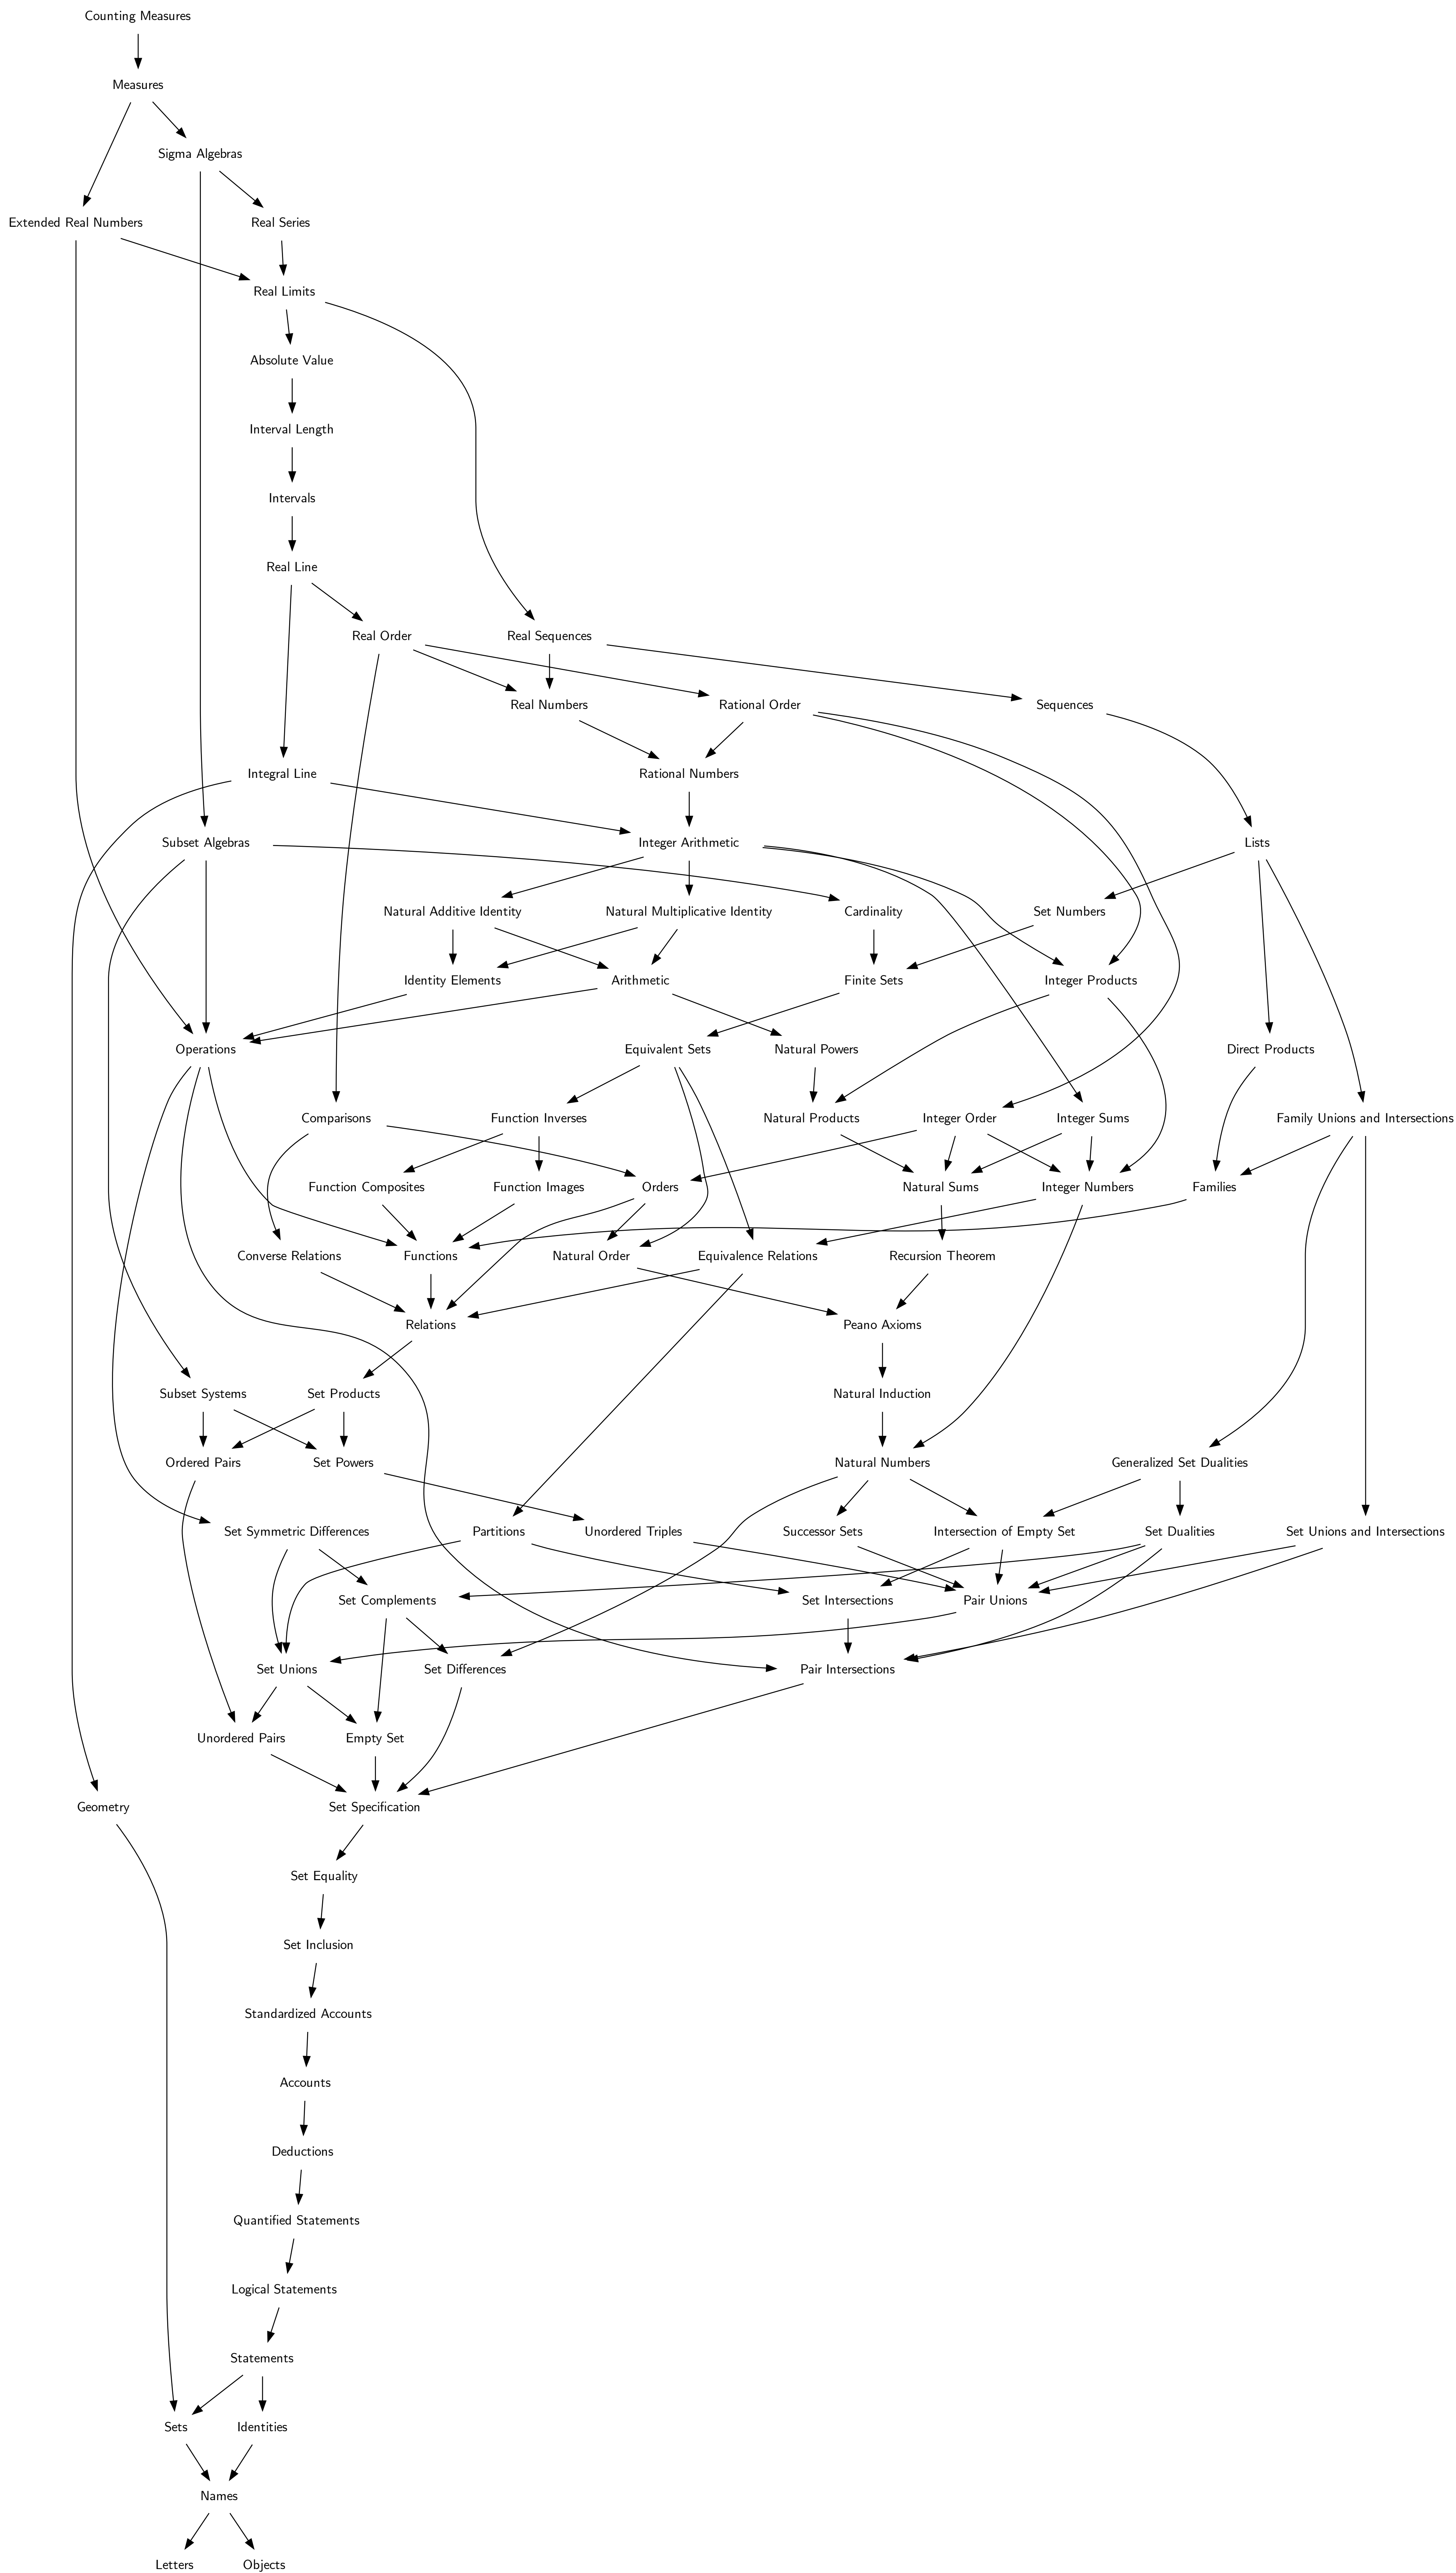 Counting Measures
Measures
Sigma Algebras
Extended Real Numbers
Real Series
Real Limits
Absolute Value
Interval Length
Intervals
Real Line
Real Order
Real Sequences
Real Numbers
Rational Order
Sequences
Integral Line
Rational Numbers
Subset Algebras
Integer Arithmetic
Lists
Natural Additive Identity
Natural Multiplicative Identity
Cardinality
Set Numbers
Identity Elements
Arithmetic
Finite Sets
Integer Products
Operations
Equivalent Sets
Natural Powers
Direct Products
Comparisons
Function Inverses
Natural Products
Integer Order
Integer Sums
Family Unions and Intersections
Function Composites
Function Images
Orders
Natural Sums
Integer Numbers
Families
Converse Relations
Functions
Natural Order
Equivalence Relations
Recursion Theorem
Relations
Peano Axioms
Subset Systems
Set Products
Natural Induction
Ordered Pairs
Set Powers
Natural Numbers
Generalized Set Dualities
Set Symmetric Differences
Partitions
Unordered Triples
Successor Sets
Intersection of Empty Set
Set Dualities
Set Unions and Intersections
Set Complements
Set Intersections
Pair Unions
Set Unions
Set Differences
Pair Intersections
Unordered Pairs
Empty Set
Geometry
Set Specification
Set Equality
Set Inclusion
Standardized Accounts
Accounts
Deductions
Quantified Statements
Logical Statements
Statements
Sets
Identities
Names
Letters
Objects